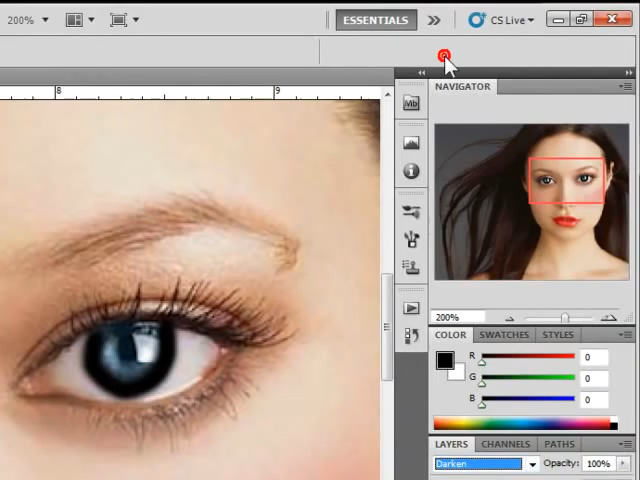 200%
ESSENTIALS
CS Live
8
9
NAVIGATOR
Mb
200%
COLOR SWATCHES STYLES
R 0
G 0
B 0
LAYERS CHANNELS PATHS
Darken Opacity: 100%